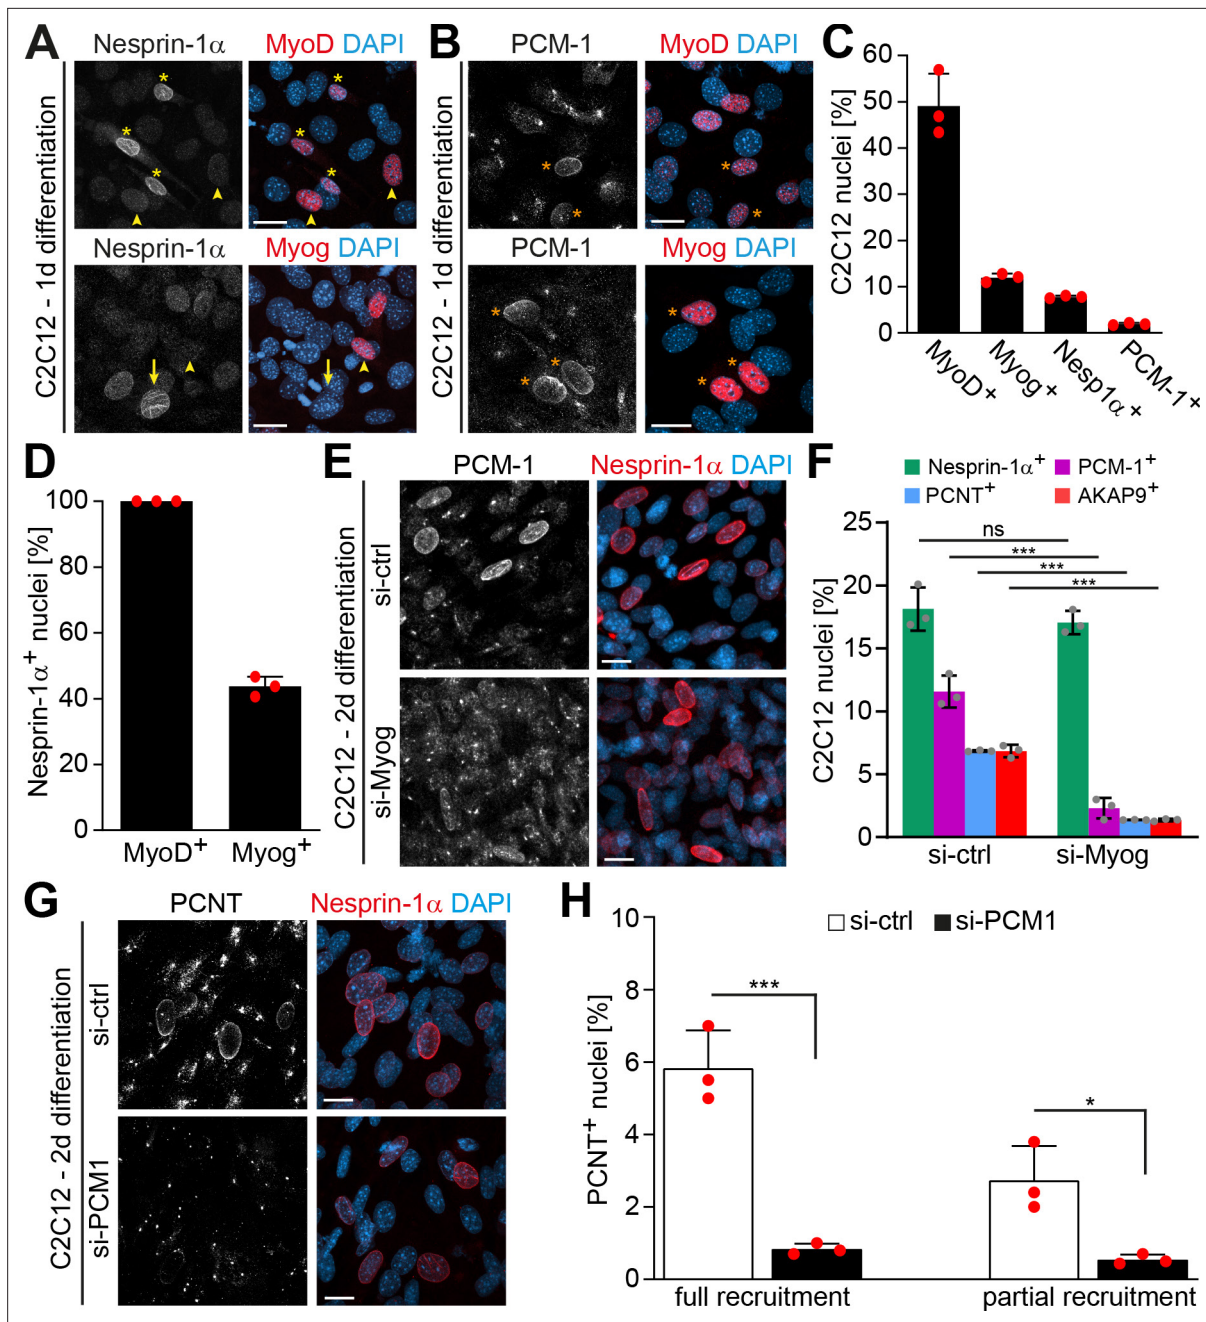 A
Nesprin-1α
MyoD DAPI
C2C12 - 1d differentiation
*
*
*
*
*
*
Nesprin-1α
Myog DAPI
B
PCM-1
MyoD DAPI
C2C12 - 1d differentiation
*
*
*
*
PCM-1
Myog DAPI
*
*
*
*
*
*
C
C2C12 nuclei [%]
60
50
40
30
20
10
0
MyoD+
Myog+
Nesp1α+
PCM-1+
D
Nesprin-1α+ nuclei [%]
100
80
60
40
20
0
MyoD+
Myog+
E
PCM-1
Nesprin-1α DAPI
C2C12 - 2d differentiation
si-ctrl
si-Myog
F
Nesprin-1α+
PCM-1+
PCNT+
AKAP9+
C2C12 nuclei [%]
25
20
15
10
5
0
ns
***
***
***
si-ctrl
si-Myog
G
PCNT
Nesprin-1α DAPI
C2C12 - 2d differentiation
si-ctrl
si-PCM1
H
si-ctrl
si-PCM1
PCNT+ nuclei [%]
10
8
6
4
2
0
***
*
full recruitment
partial recruitment